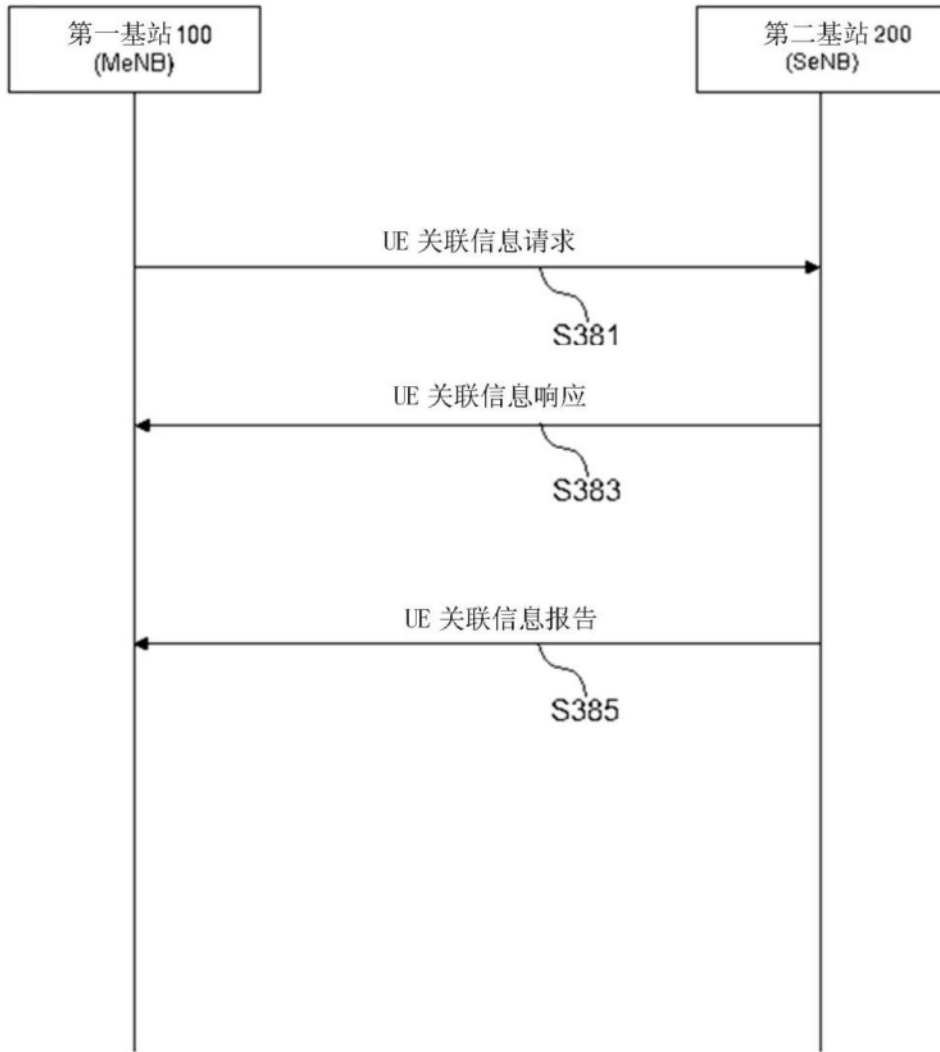 第一基站 100
(MeNB)
第二基站 200
(SeNB)
UE 关联信息请求
S381
UE 关联信息响应
S383
UE 关联信息报告
S385